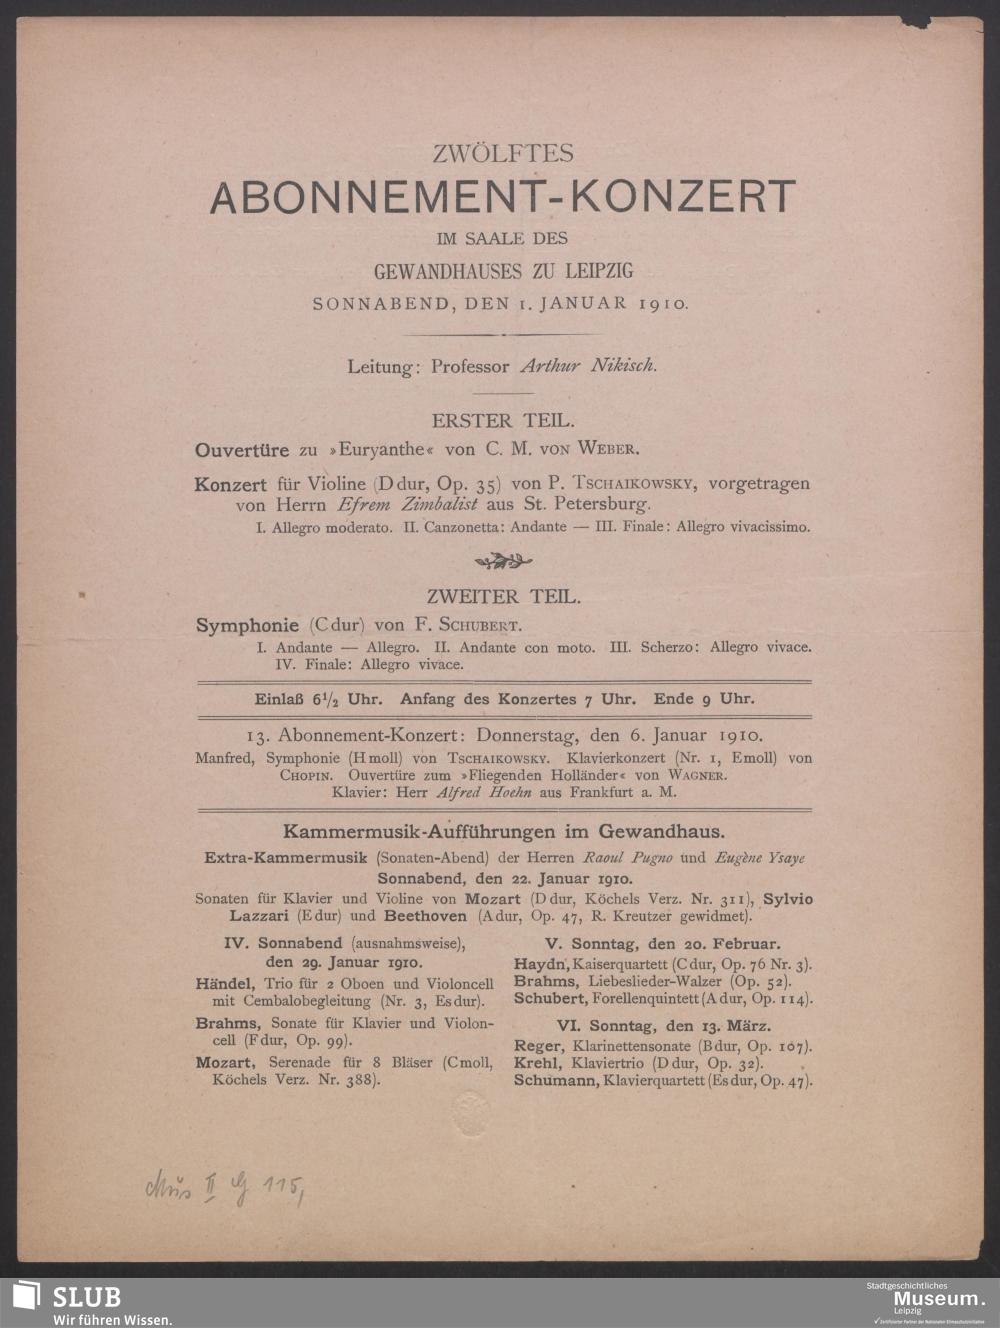 ZWÖLFTES
ABONNEMENT-KONZERT
IM SAALE DES
GEWANDHAUSES ZU LEIPZIG
SONNABEND, DEN 1. JANUAR 1910.
Leitung: Professor Arthur Nikisch.
ERSTER TEIL.
Ouvertüre zu »Euryanthe« von C. M. VON WEBER.
Konzert für Violine (D dur, Op. 35) von P. TSCHAIKOWSKY, vorgetragen
von Herrn Efrem Zimbalist aus St. Petersburg.
I. Allegro moderato. II. Canzonetta: Andante — III. Finale: Allegro vivacissimo.
ZWEITER TEIL.
Symphonie (C dur) von F. SCHUBERT.
I. Andante — Allegro. II. Andante con moto. III. Scherzo: Allegro vivace.
IV. Finale: Allegro vivace.
Einlaß 6½ Uhr. Anfang des Konzertes 7 Uhr. Ende 9 Uhr.
13. Abonnement-Konzert: Donnerstag, den 6. Januar 1910.
Manfred, Symphonie (H moll) von TSCHAIKOWSKY. Klavierkonzert (Nr. 1, E moll) von
CHOPIN. Ouvertüre zum »Fliegenden Holländer« von WAGNER.
Klavier: Herr Alfred Hoehn aus Frankfurt a. M.
Kammermusik-Aufführungen im Gewandhaus.
Extra-Kammermusik (Sonaten-Abend) der Herren Raoul Pugno und Eugène Ysaye
Sonnabend, den 22. Januar 1910.
Sonaten für Klavier und Violine von Mozart (D dur, Köchels Verz. Nr. 311), Sylvio
Lazzari (E dur) und Beethoven (A dur, Op. 47, R. Kreutzer gewidmet).
IV. Sonnabend (ausnahmsweise),
den 29. Januar 1910.
Händel, Trio für 2 Oboen und Violoncell
mit Cembalobegleitung (Nr. 3, Es dur).
Brahms, Sonate für Klavier und Violon-
cell (F dur, Op. 99).
Mozart, Serenade für 8 Bläser (C moll,
Köchels Verz. Nr. 388).
V. Sonntag, den 20. Februar.
Haydn, Kaiserquartett (C dur, Op. 76 Nr. 3).
Brahms, Liebeslieder-Walzer (Op. 52).
Schubert, Forellenquintett (A dur, Op. 114).
VI. Sonntag, den 13. März.
Reger, Klarinettensonate (B dur, Op. 107).
Krehl, Klaviertrio (D dur, Op. 32).
Schumann, Klavierquartett (Es dur, Op. 47).
Mus II G 115,
SLUB
Wir führen Wissen.
Stadtgeschichtliches
Museum.
Leipzig
Zertifizierter Partner der Nationalen Klimaschutzinitiative